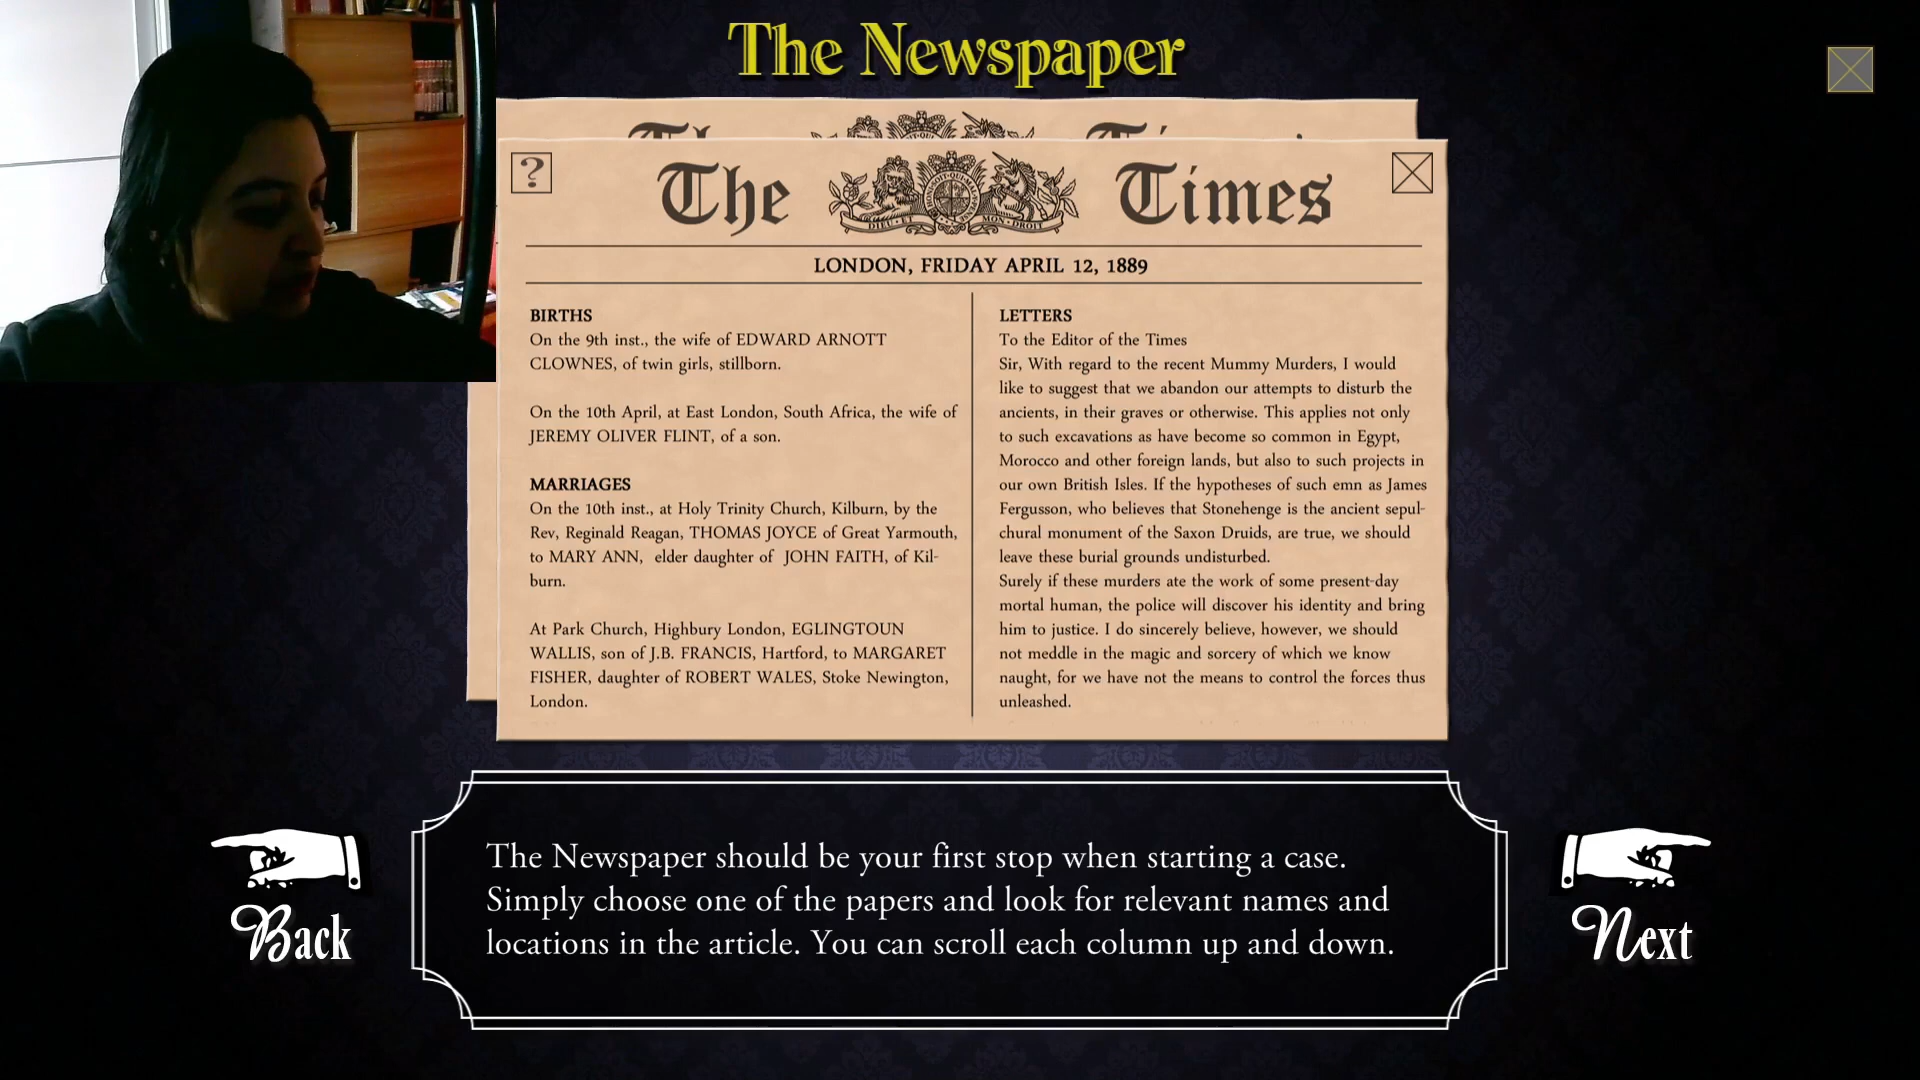 The Newspaper
The Times
?
The Times
DIEU ET MON DROIT
LONDON, FRIDAY APRIL 12, 1889
BIRTHS
On the 9th inst., the wife of EDWARD ARNOTT
CLOWNES, of twin girls, stillborn.
On the 10th April, at East London, South Africa, the wife of
JEREMY OLIVER FLINT, of a son.
MARRIAGES
On the 10th inst., at Holy Trinity Church, Kilburn, by the
Rev, Reginald Reagan, THOMAS JOYCE of Great Yarmouth,
to MARY ANN, elder daughter of JOHN FAITH, of Kil-
burn.
At Park Church, Highbury London, EGLINGTOUN
WALLIS, son of J.B. FRANCIS, Hartford, to MARGARET
FISHER, daughter of ROBERT WALES, Stoke Newington,
London.
LETTERS
To the Editor of the Times
Sir, With regard to the recent Mummy Murders, I would
like to suggest that we abandon our attempts to disturb the
ancients, in their graves or otherwise. This applies not only
to such excavations as have become so common in Egypt,
Morocco and other foreign lands, but also to such projects in
our own British Isles. If the hypotheses of such emn as James
Fergusson, who believes that Stonehenge is the ancient sepul-
chural monument of the Saxon Druids, are true, we should
leave these burial grounds undisturbed.
Surely if these murders ate the work of some present-day
mortal human, the police will discover his identity and bring
him to justice. I do sincerely believe, however, we should
not meddle in the magic and sorcery of which we know
naught, for we have not the means to control the forces thus
unleashed.
The Newspaper should be your first stop when starting a case.
Simply choose one of the papers and look for relevant names and
locations in the article. You can scroll each column up and down.
Back
Next